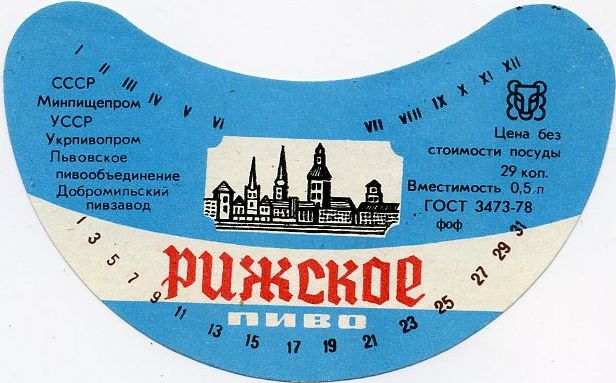 I II III IV V VI
VII VIII IX X XI XII
СССР
Минпищепром
УССР
Укрпивопром
Львовское
пивообъединение
Добромильский
пивзавод
Цена без
стоимости посуды
29 коп.
Вместимость 0,5 л
ГОСТ 3473-78
фоф
РИЖСКОЕ
ПИВО
1 3 5 7 9 11 13 15 17 19 21 23 25 27 29 31